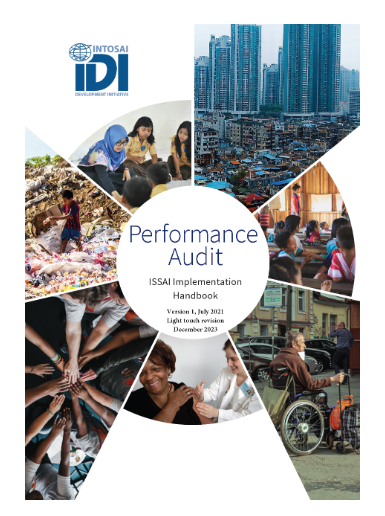 INTOSAI
IDI
DEVELOPMENT INITIATIVE
Performance
Audit
ISSAI Implementation
Handbook
Version 1, July 2021
Light touch revision
December 2023